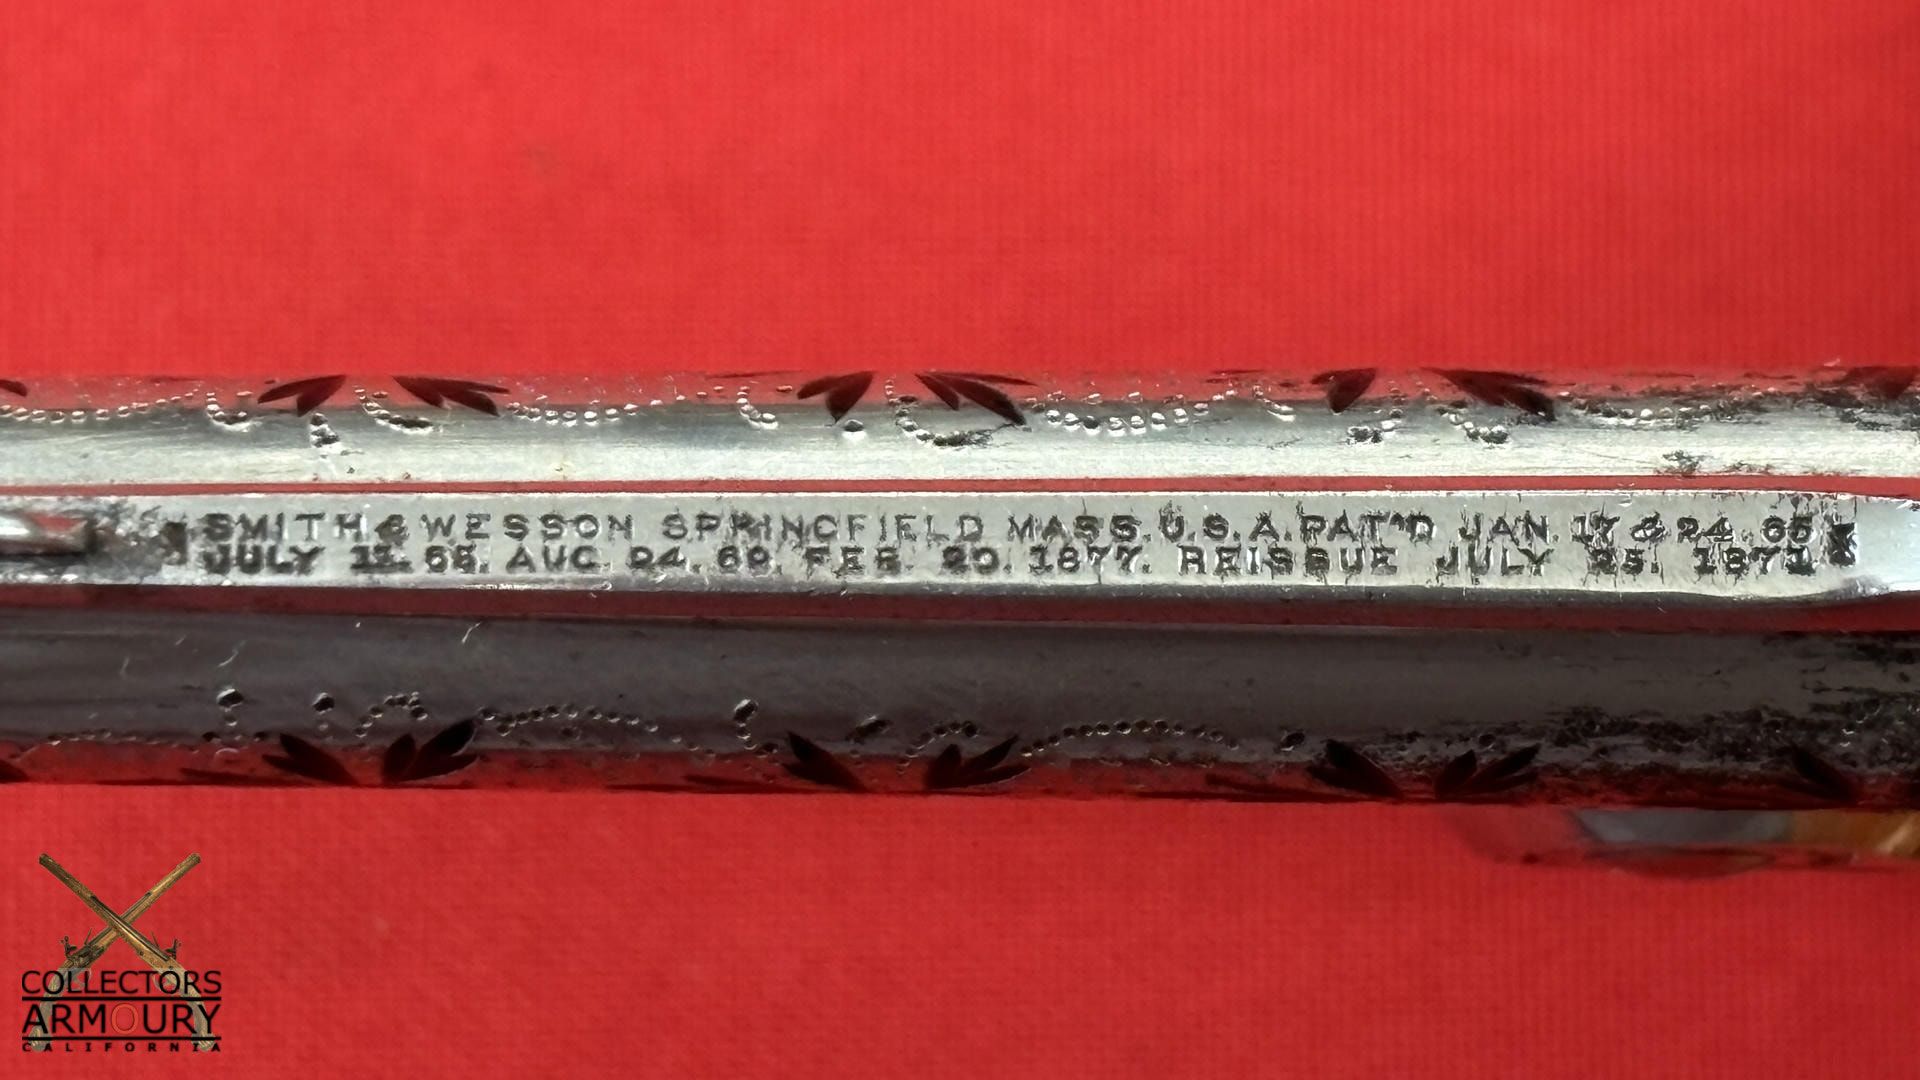 SMITH & WESSON SPRINGFIELD MASS. U.S.A. PAT'D JAN. 17 & 24. 65
JULY 11. 65. AUG. 24. 69. FEB. 20. 1877. REISSUE JULY 25. 1871
COLLECTORS
ARMOURY
CALIFORNIA